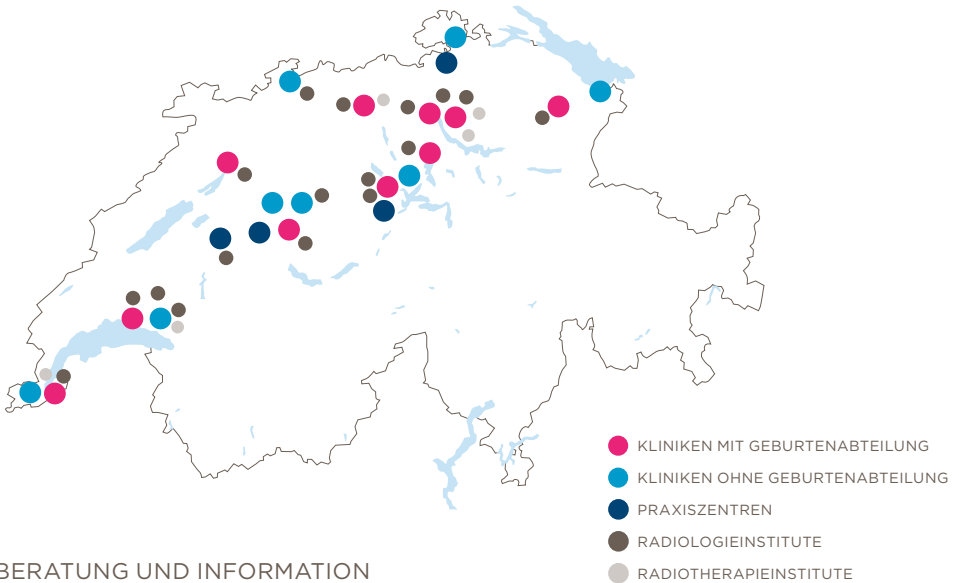 KLINIKEN MIT GEBURTENABTEILUNG
KLINIKEN OHNE GEBURTENABTEILUNG
PRAXISZENTREN
RADIOLOGIEINSTITUTE
RADIOTHERAPIEINSTITUTE
BERATUNG UND INFORMATION